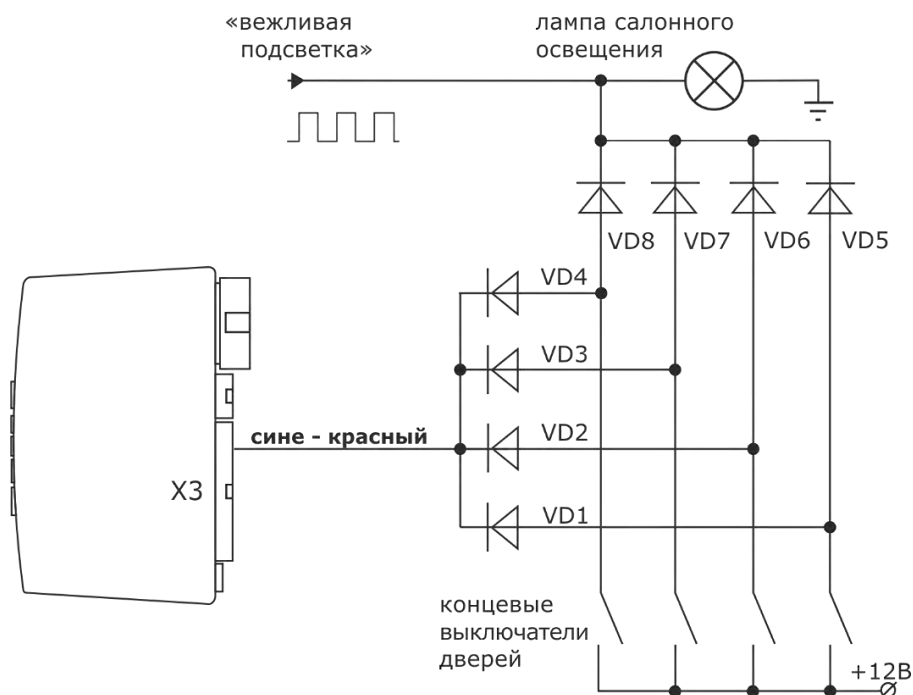 «вежливая
подсветка»
лампа салонного
освещения
VD8
VD7
VD6
VD5
VD4
VD3
VD2
VD1
сине - красный
X3
концевые
выключатели
дверей
+12В